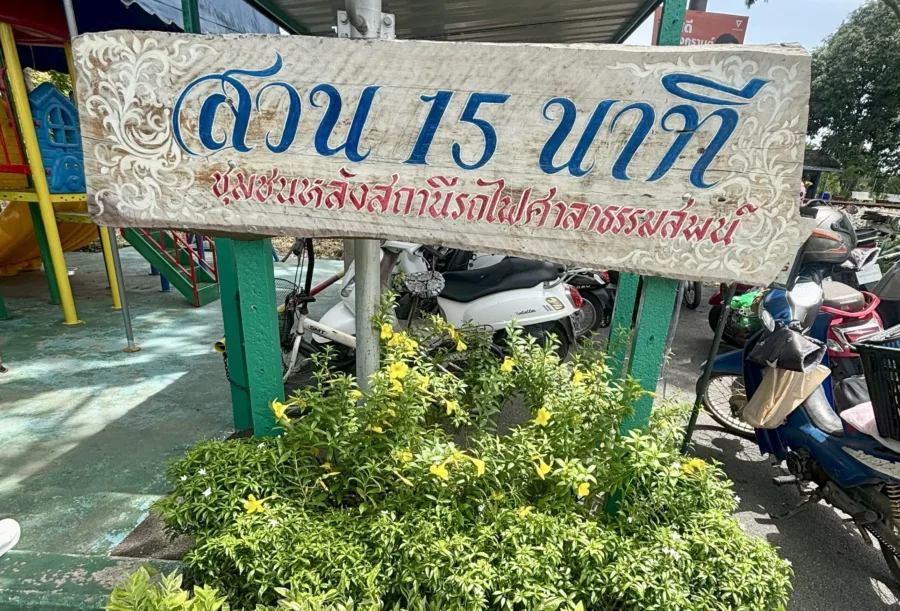 สวน 15 นาที
ชุมชนหลังสถานีรถไฟศาลาธรรมสพน์